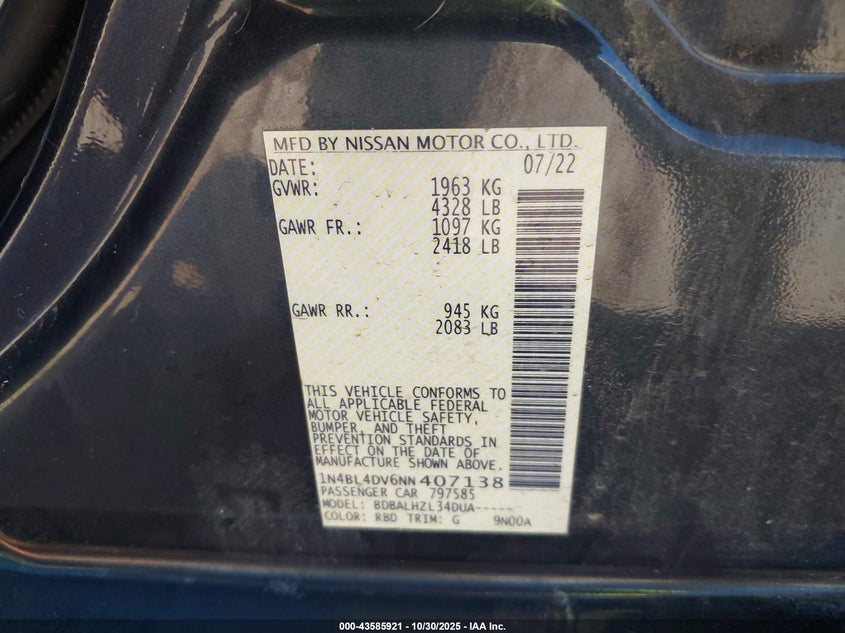 MFD BY NISSAN MOTOR CO., LTD.
DATE: 07/22
GVWR: 1963 KG
4328 LB
GAWR FR.: 1097 KG
2418 LB
GAWR RR.: 945 KG
2083 LB
THIS VEHICLE CONFORMS TO
ALL APPLICABLE FEDERAL
MOTOR VEHICLE SAFETY,
BUMPER, AND THEFT
PREVENTION STANDARDS IN
EFFECT ON THE DATE OF
MANUFACTURE SHOWN ABOVE.
1N4BL4DV6NN407138
PASSENGER CAR 797585
MODEL: BDBALHZL34DUA-----
COLOR: RBD TRIM: G 9N00A
000-43585921 • 10/30/2025 • IAA Inc.